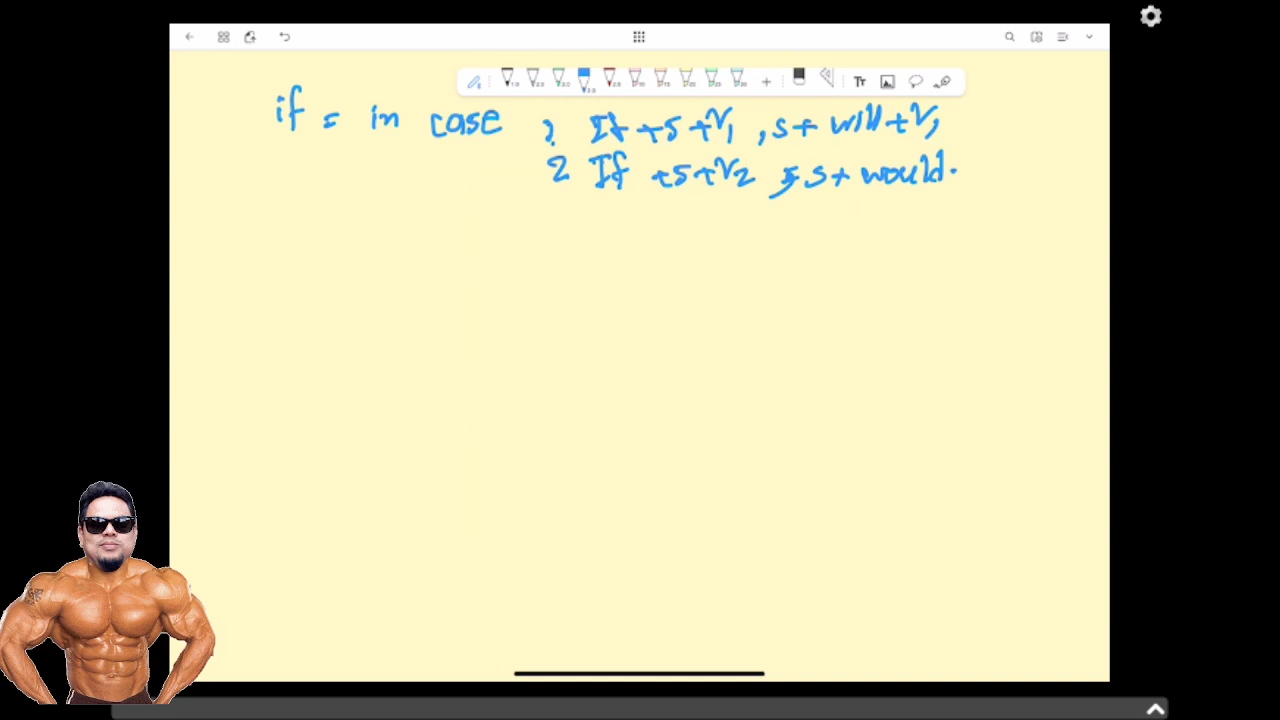 if = in case
1. If +S+V1 , S+ will+V1
2 If +S+V2 , S+ would.